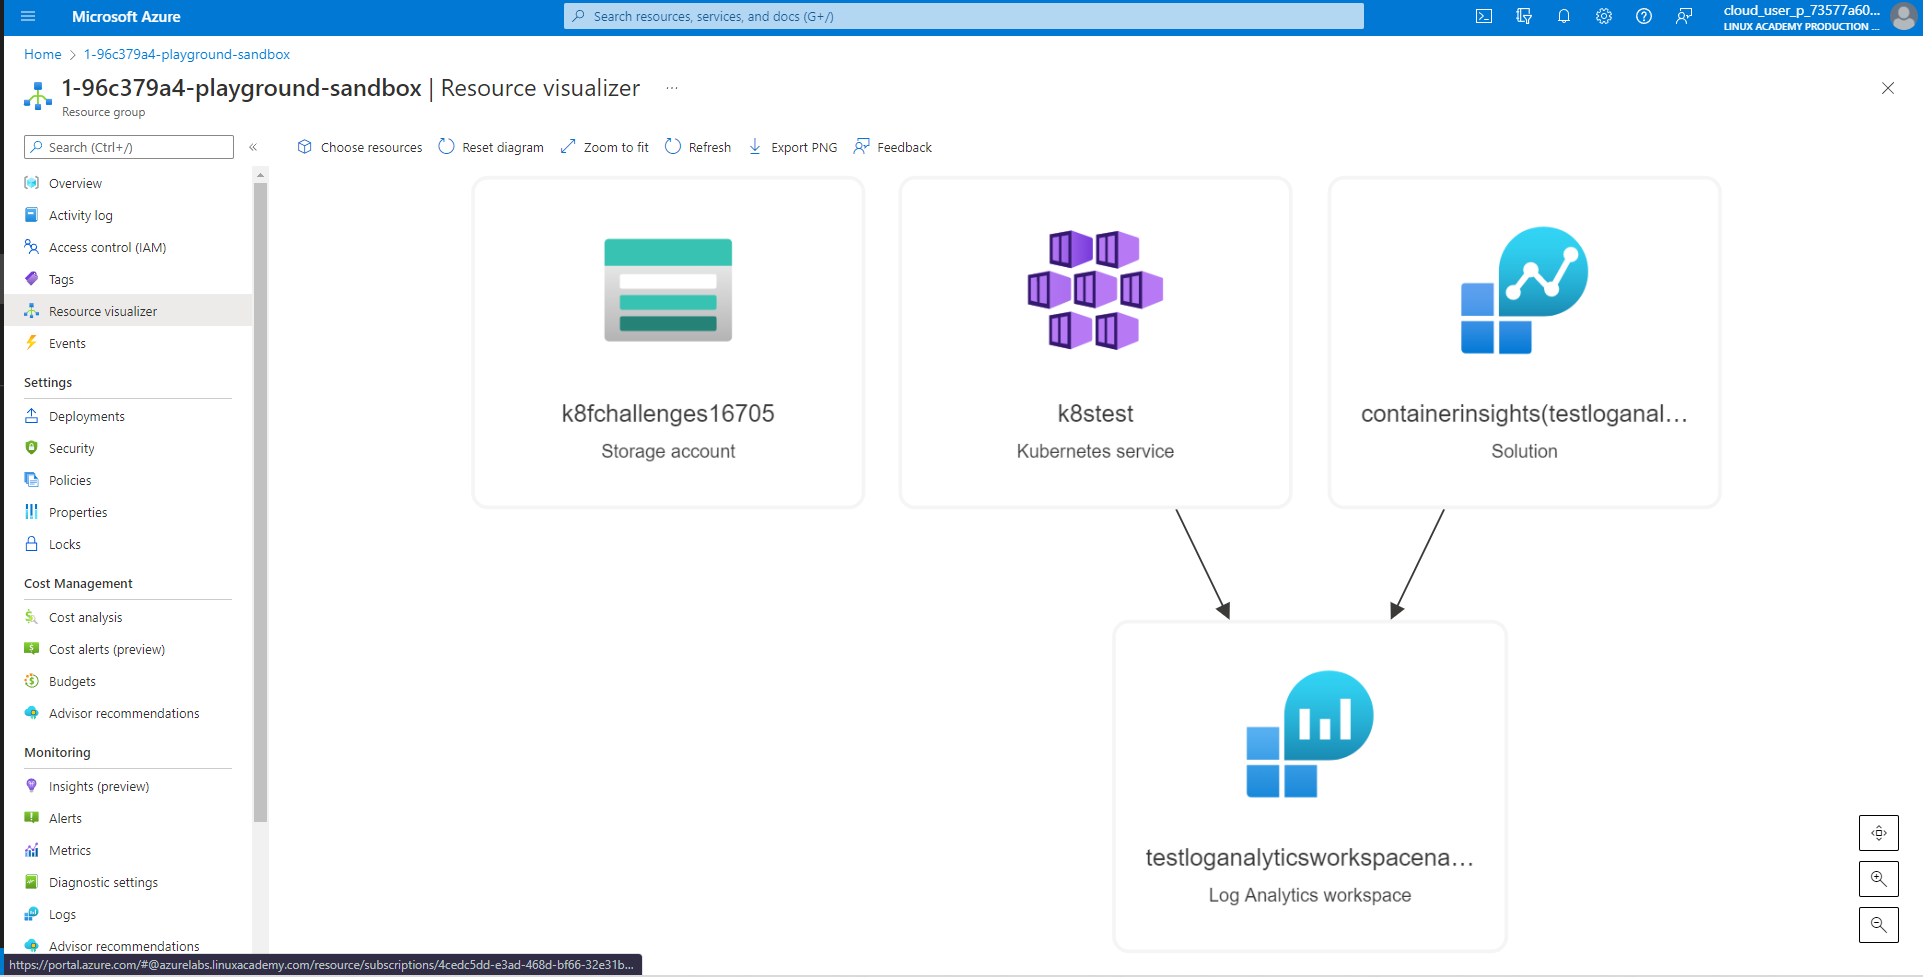 Microsoft Azure
Search resources, services, and docs (G+/)
cloud_user_p_73577a60...
LINUX ACADEMY PRODUCTION ...
Home > 1-96c379a4-playground-sandbox
1-96c379a4-playground-sandbox | Resource visualizer ...
Resource group
Search (Ctrl+/)
«
Choose resources
Reset diagram
Zoom to fit
Refresh
Export PNG
Feedback
Overview
Activity log
Access control (IAM)
Tags
Resource visualizer
Events
Settings
Deployments
Security
Policies
Properties
Locks
Cost Management
Cost analysis
Cost alerts (preview)
Budgets
Advisor recommendations
Monitoring
Insights (preview)
Alerts
Metrics
Diagnostic settings
Logs
Advisor recommendations
k8fchallenges16705
Storage account
k8stest
Kubernetes service
containerinsights(testloganal...
Solution
testloganalyticsworkspacena...
Log Analytics workspace
https://portal.azure.com/#@azurelabs.linuxacademy.com/resource/subscriptions/4cedc5dd-e3ad-468d-bf66-32e31b...